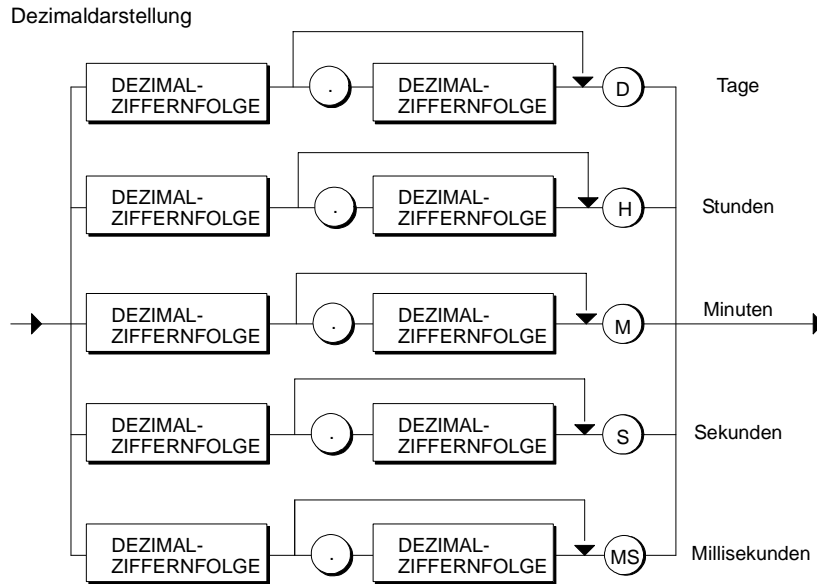 Dezimaldarstellung
DEZIMAL-
ZIFFERNFOLGE
.
DEZIMAL-
ZIFFERNFOLGE
D
Tage
DEZIMAL-
ZIFFERNFOLGE
.
DEZIMAL-
ZIFFERNFOLGE
H
Stunden
DEZIMAL-
ZIFFERNFOLGE
.
DEZIMAL-
ZIFFERNFOLGE
M
Minuten
DEZIMAL-
ZIFFERNFOLGE
.
DEZIMAL-
ZIFFERNFOLGE
S
Sekunden
DEZIMAL-
ZIFFERNFOLGE
.
DEZIMAL-
ZIFFERNFOLGE
MS
Millisekunden